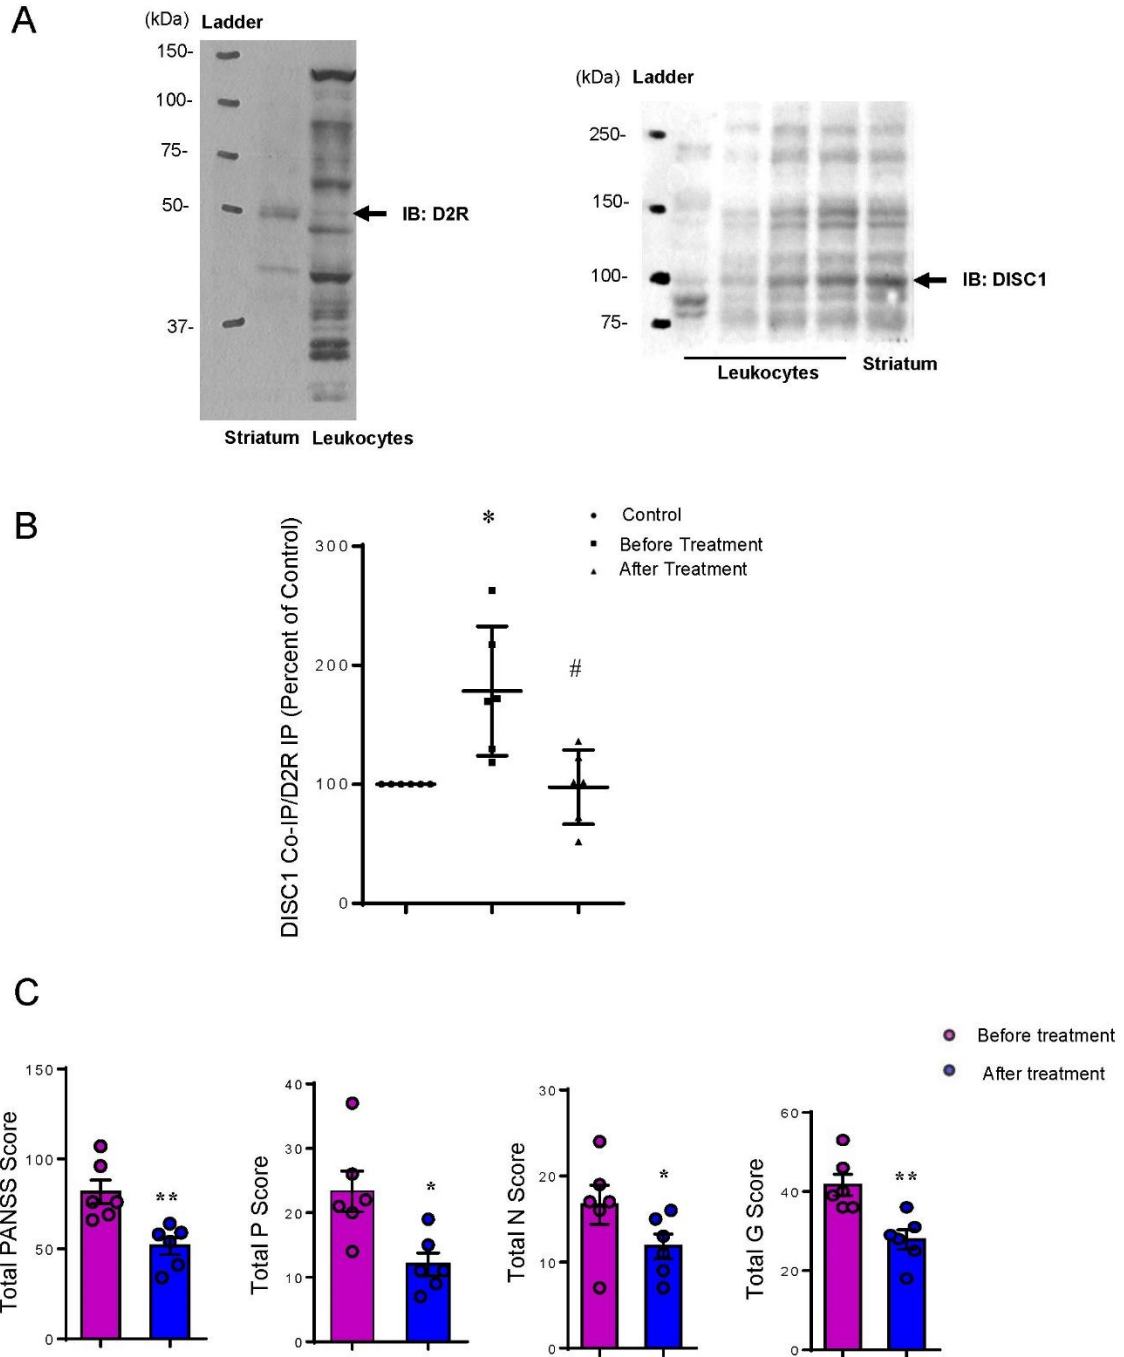 A
(kDa) Ladder
150-
100-
75-
50-
37-
IB: D2R
Striatum Leukocytes
(kDa) Ladder
250-
150-
100-
75-
IB: DISC1
Leukocytes
Striatum
B
DISC1 Co-IP/D2R IP (Percent of Control)
300
200
100
0
*
#
Control
Before Treatment
After Treatment
C
Before treatment
After treatment
Total PANSS Score
150
100
50
0
**
Total P Score
40
30
20
10
0
*
Total N Score
30
20
10
0
*
Total G Score
60
40
20
0
**